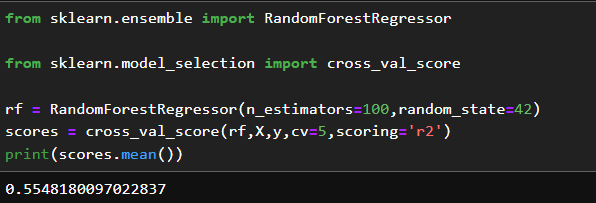 from sklearn.ensemble import RandomForestRegressor
from sklearn.model_selection import cross_val_score
rf = RandomForestRegressor(n_estimators=100,random_state=42)
scores = cross_val_score(rf,X,y,cv=5,scoring='r2')
print(scores.mean())
0.5548180097022837